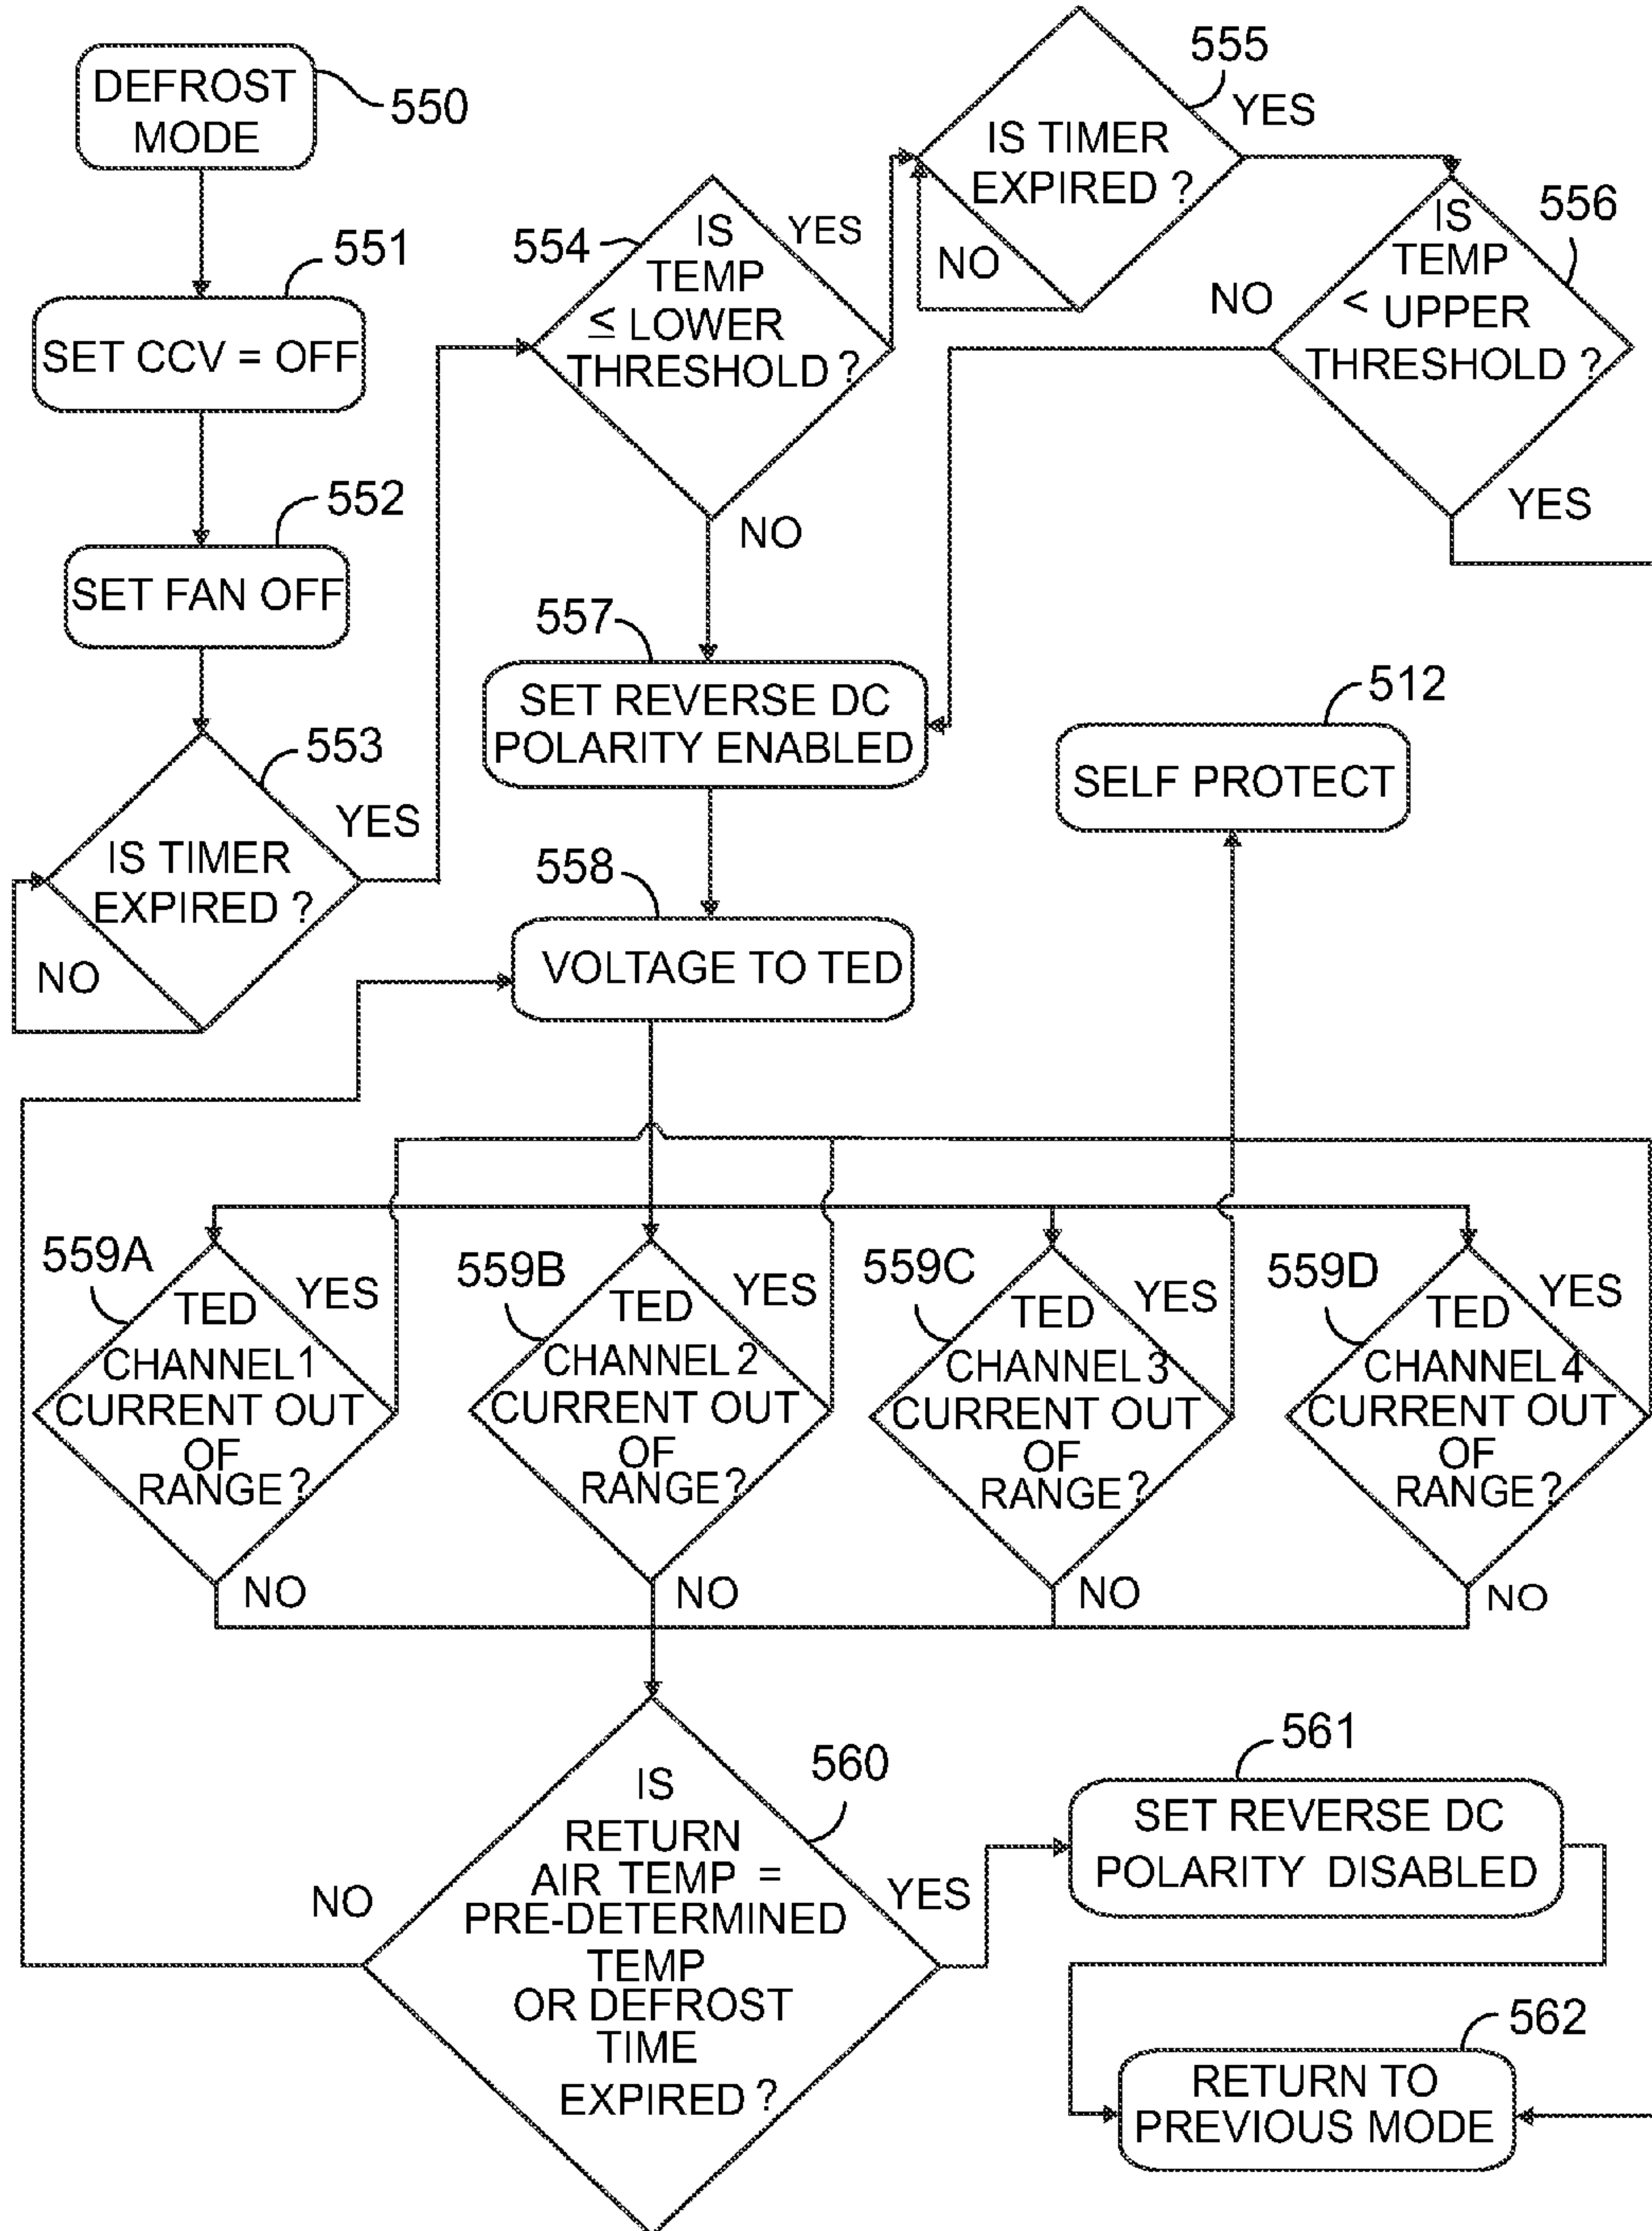 DEFROST
MODE
550
551
SET CCV = OFF
552
SET FAN OFF
553
IS TIMER
EXPIRED ?
YES
NO
554
IS
TEMP
≤ LOWER
THRESHOLD ?
YES
NO
555
IS TIMER
EXPIRED ?
YES
NO
556
IS
TEMP
< UPPER
THRESHOLD ?
NO
YES
557
SET REVERSE DC
POLARITY ENABLED
512
SELF PROTECT
558
VOLTAGE TO TED
559A
TED
CHANNEL 1
CURRENT OUT
OF
RANGE ?
YES
NO
559B
TED
CHANNEL 2
CURRENT OUT
OF
RANGE ?
YES
NO
559C
TED
CHANNEL 3
CURRENT OUT
OF
RANGE ?
YES
NO
559D
TED
CHANNEL 4
CURRENT OUT
OF
RANGE ?
YES
NO
560
IS
RETURN
AIR TEMP =
PRE-DETERMINED
TEMP
OR DEFROST
TIME
EXPIRED ?
NO
YES
561
SET REVERSE DC
POLARITY DISABLED
562
RETURN TO
PREVIOUS MODE